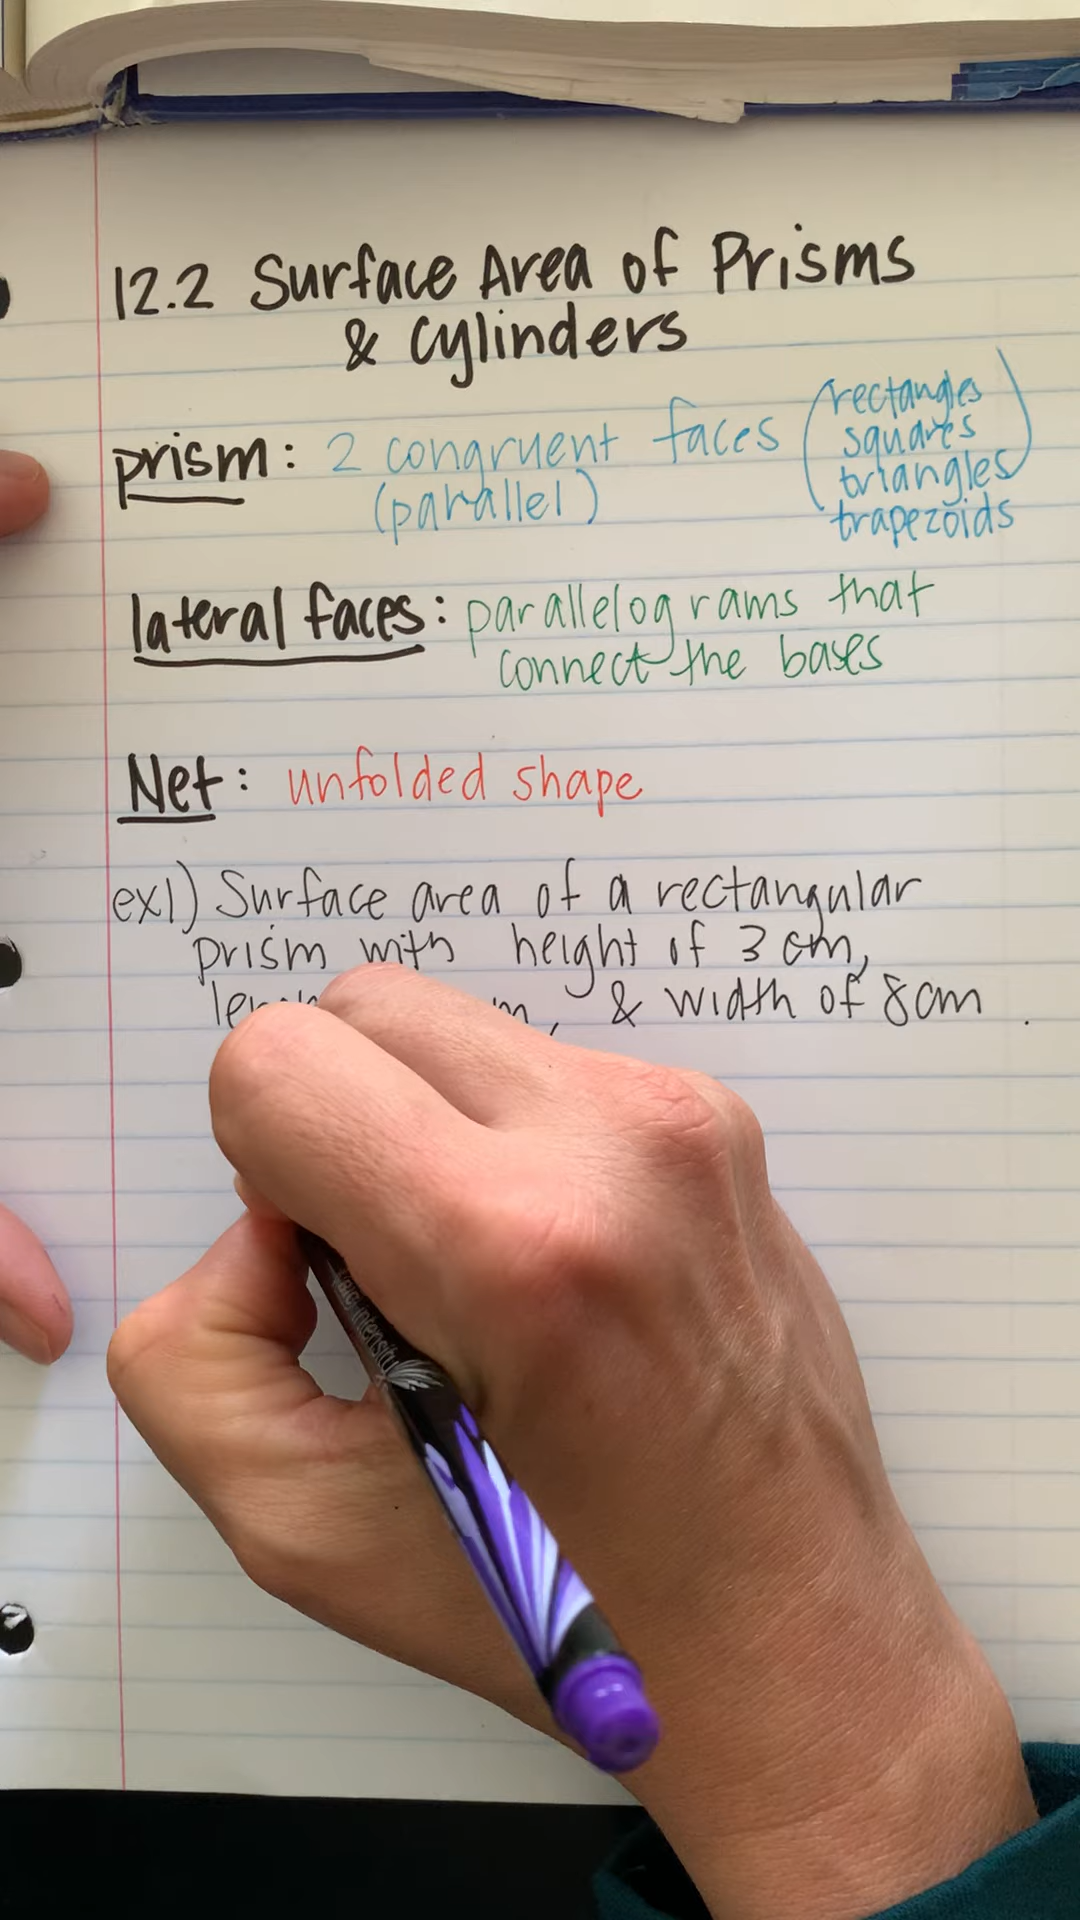 12.2 Surface Area of Prisms
& Cylinders
prism: 2 congruent faces (rectangles
squares
(parallel) triangles)
trapezoids
lateral faces: parallelograms that
connect the bases
Net: unfolded shape
ex1) Surface area of a rectangular
prism with height of 3 cm,
& width of 8cm .
BIC intensity